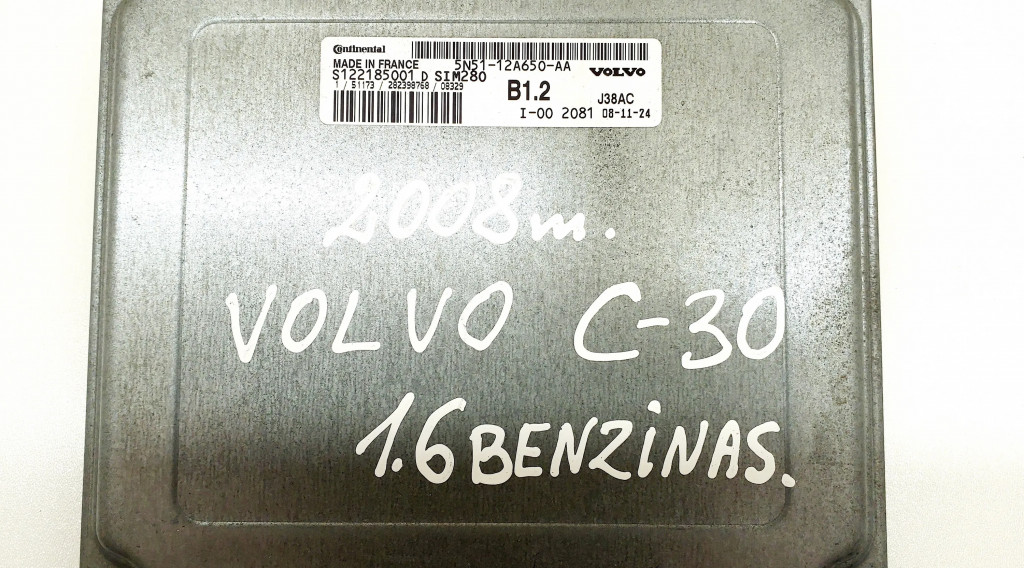 Continental
MADE IN FRANCE 5N51-12A650-AA
S122185001 D SIM280 VOLVO
1 / 51173 / 282398768 / 08329 B1.2 J38AC
I-00 2081 08-11-24
2008m.
VOLVO C-30
1.6 BENZINAS.